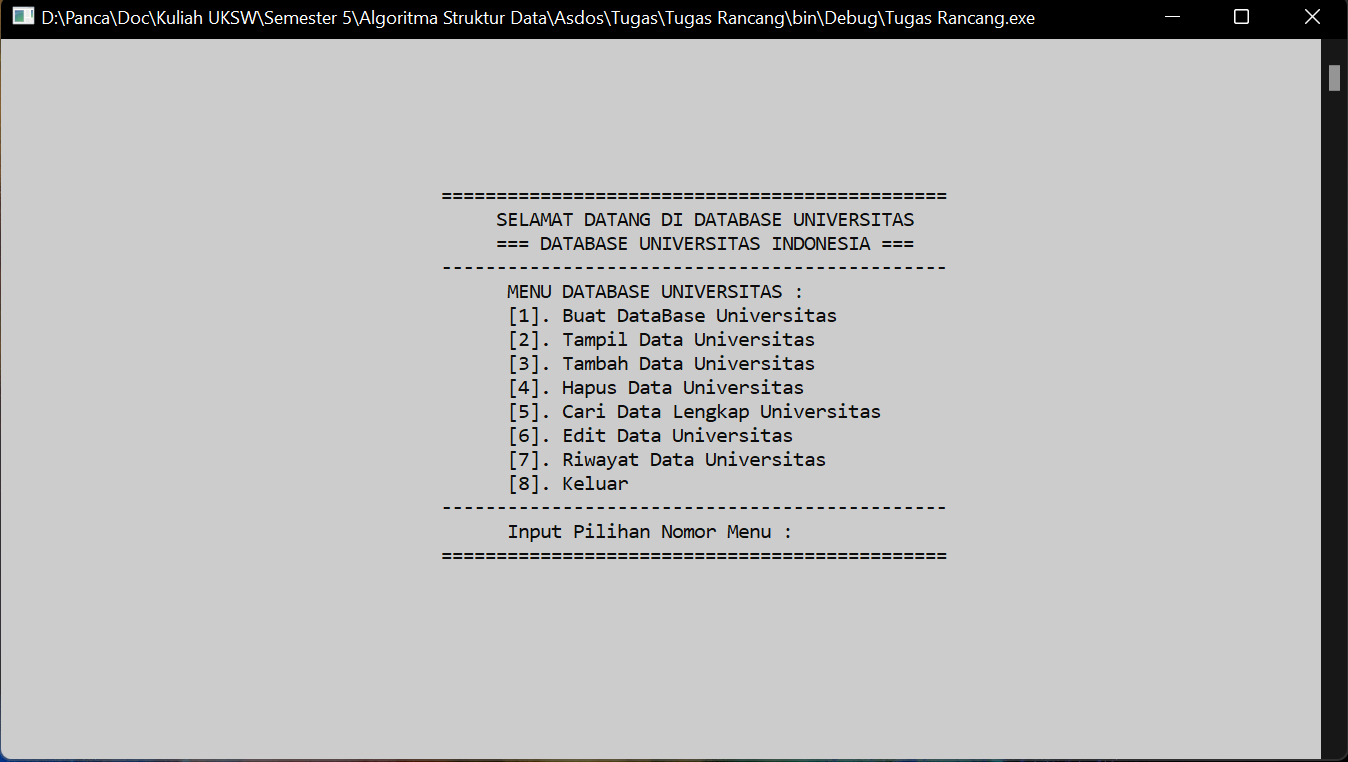 D:\Panca\Doc\Kuliah UKSW\Semester 5\Algoritma Struktur Data\Asdos\Tugas\Tugas Rancang\bin\Debug\Tugas Rancang.exe
==============================================
SELAMAT DATANG DI DATABASE UNIVERSITAS
=== DATABASE UNIVERSITAS INDONESIA ===
----------------------------------------------
MENU DATABASE UNIVERSITAS :
[1]. Buat DataBase Universitas
[2]. Tampil Data Universitas
[3]. Tambah Data Universitas
[4]. Hapus Data Universitas
[5]. Cari Data Lengkap Universitas
[6]. Edit Data Universitas
[7]. Riwayat Data Universitas
[8]. Keluar
----------------------------------------------
Input Pilihan Nomor Menu :
==============================================